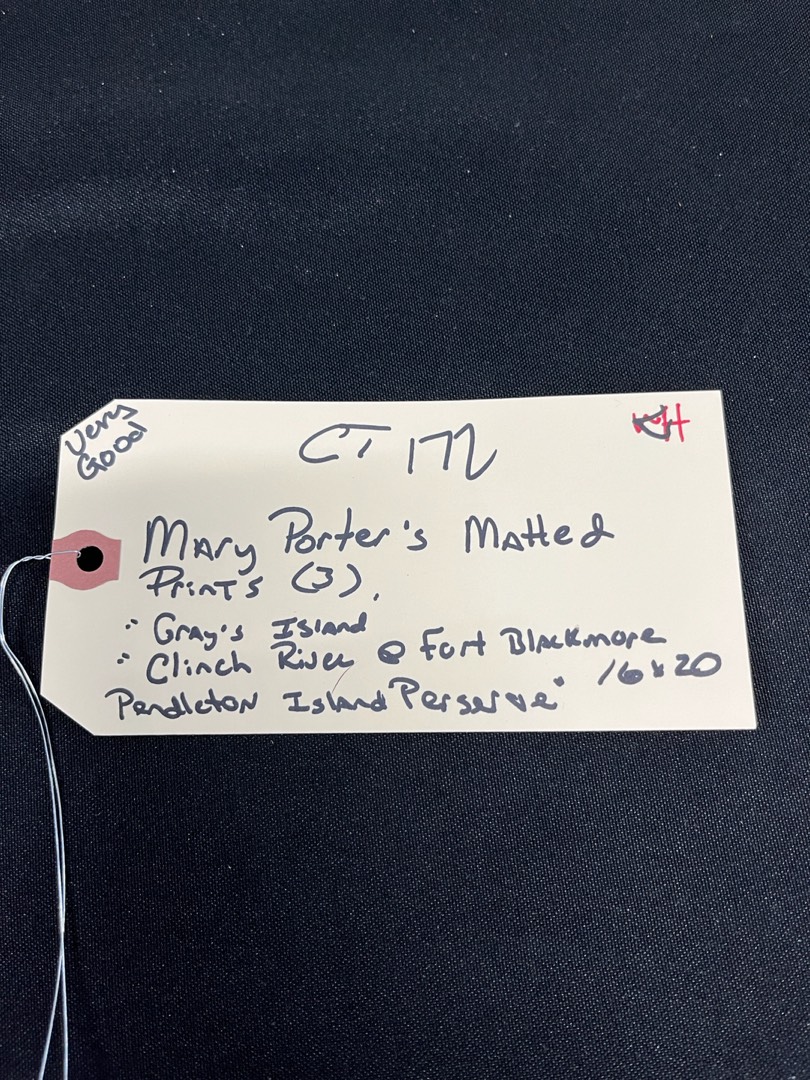 Very
Good
CT 172
Mary Porter's Matted
Prints (3),
" Gray's Island
" Clinch River @ Fort Blackmore
16x20
Pendleton Island Perserve"